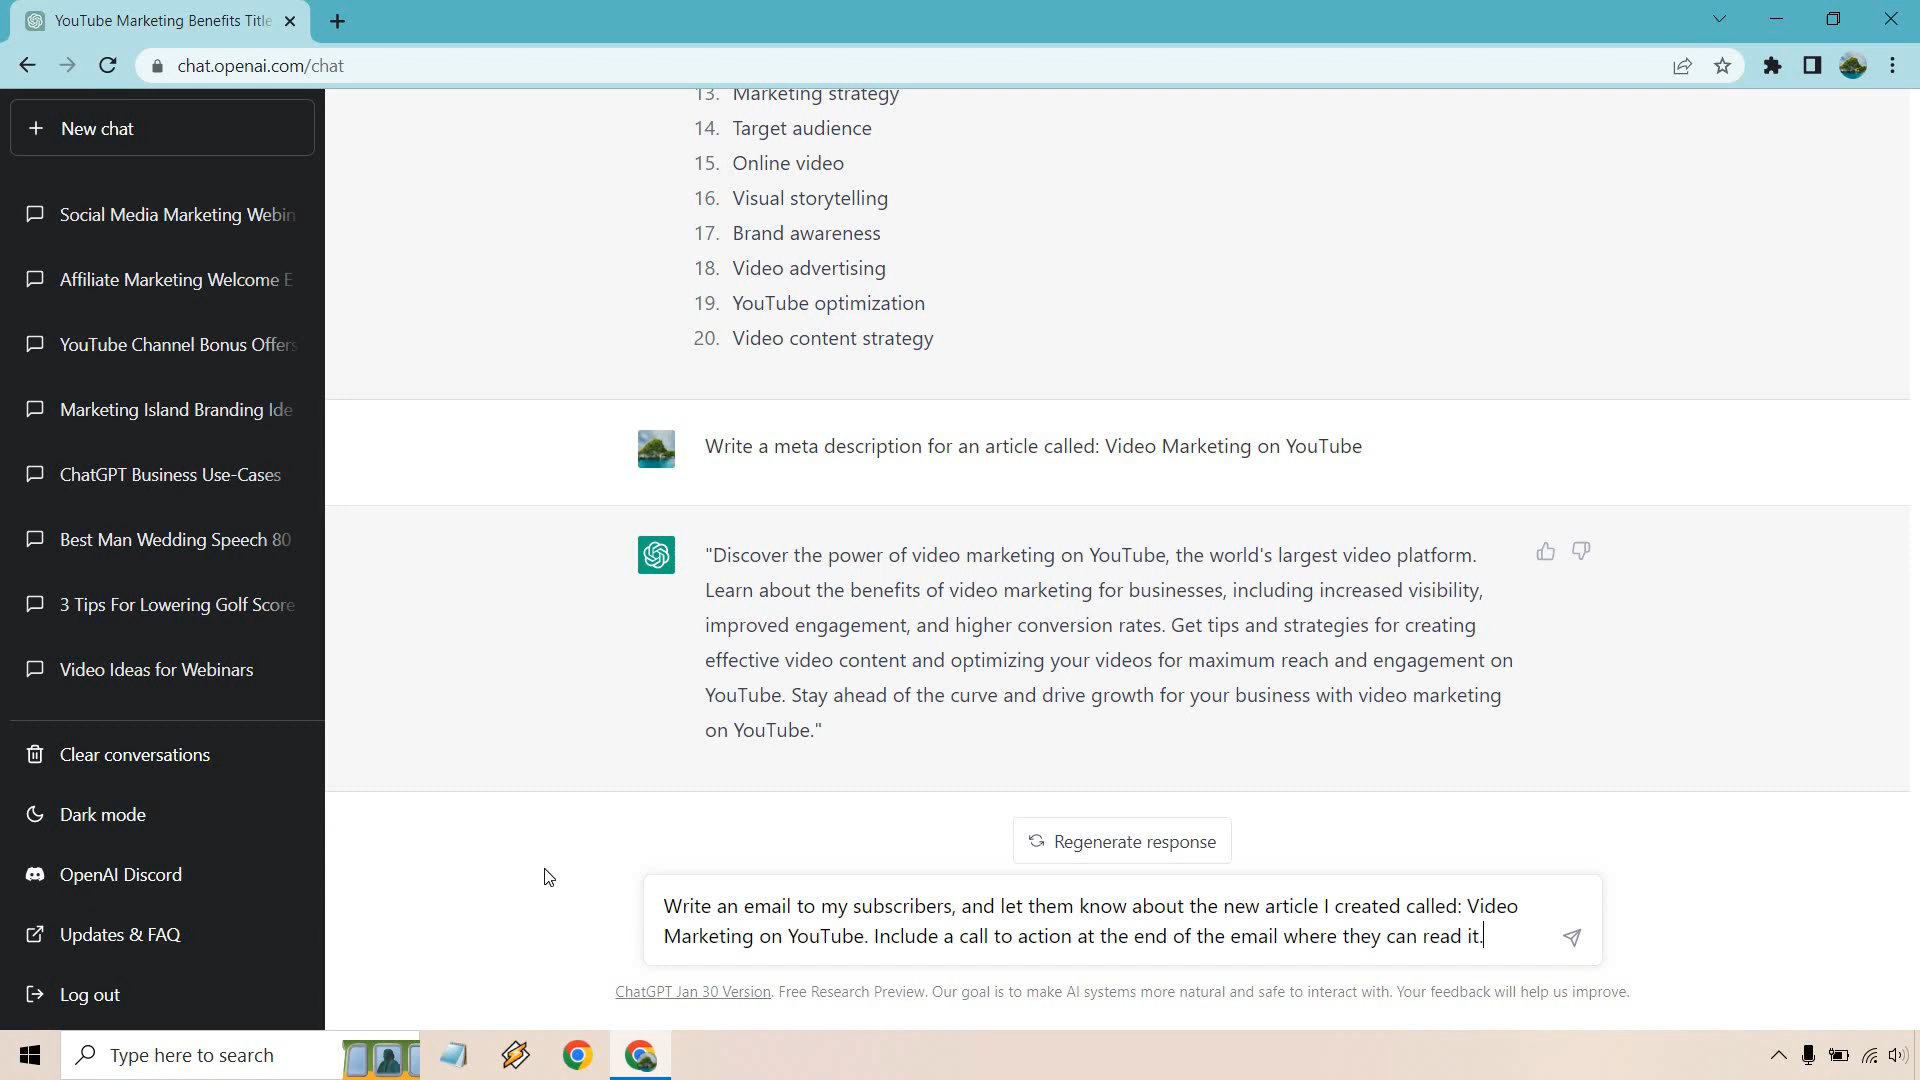 YouTube Marketing Benefits Title
chat.openai.com/chat
New chat
Social Media Marketing Webin
Affiliate Marketing Welcome E
YouTube Channel Bonus Offers
Marketing Island Branding Ide
ChatGPT Business Use-Cases
Best Man Wedding Speech 80
3 Tips For Lowering Golf Score
Video Ideas for Webinars
Clear conversations
Dark mode
OpenAI Discord
Updates & FAQ
Log out
13. Marketing strategy
14. Target audience
15. Online video
16. Visual storytelling
17. Brand awareness
18. Video advertising
19. YouTube optimization
20. Video content strategy
Write a meta description for an article called: Video Marketing on YouTube
"Discover the power of video marketing on YouTube, the world's largest video platform.
Learn about the benefits of video marketing for businesses, including increased visibility,
improved engagement, and higher conversion rates. Get tips and strategies for creating
effective video content and optimizing your videos for maximum reach and engagement on
YouTube. Stay ahead of the curve and drive growth for your business with video marketing
on YouTube."
Regenerate response
Write an email to my subscribers, and let them know about the new article I created called: Video
Marketing on YouTube. Include a call to action at the end of the email where they can read it.
ChatGPT Jan 30 Version. Free Research Preview. Our goal is to make AI systems more natural and safe to interact with. Your feedback will help us improve.
Type here to search